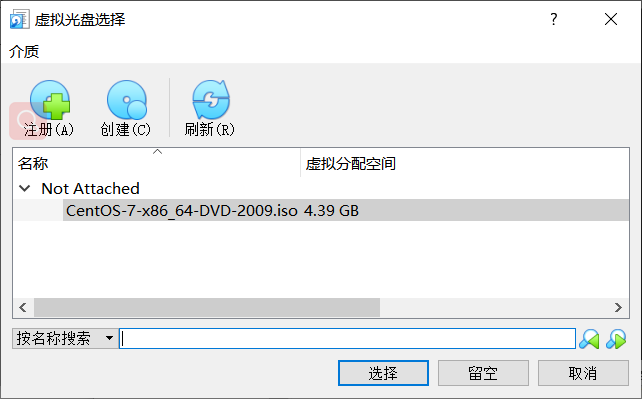 虚拟光盘选择
介质
注册(A) 创建(C) 刷新(R)
名称 虚拟分配空间
Not Attached
CentOS-7-x86_64-DVD-2009.iso 4.39 GB
按名称搜索
选择 留空 取消